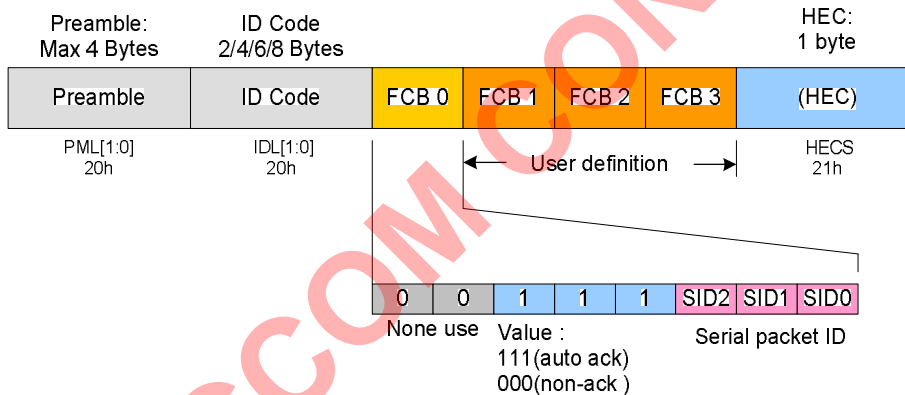 Preamble:
Max 4 Bytes
ID Code
2/4/6/8 Bytes
HEC:
1 byte
Preamble
ID Code
FCB 0
FCB 1
FCB 2
FCB 3
(HEC)
PML[1:0]
20h
IDL[1:0]
20h
User definition
HECS
21h
0
0
1
1
1
SID2
SID1
SID0
None use
Value :
111(auto ack)
000(non-ack )
Serial packet ID